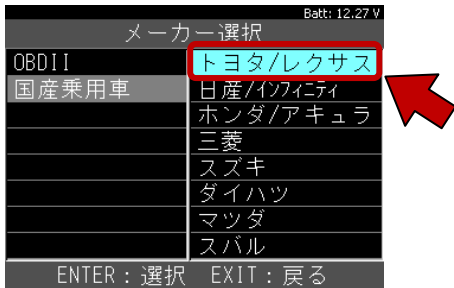 Batt: 12.27 V
メーカー選択
OBDII
国産乗用車
トヨタ/レクサス
日産/インフィニティ
ホンダ/アキュラ
三菱
スズキ
ダイハツ
マツダ
スバル
ENTER：選択 EXIT：戻る